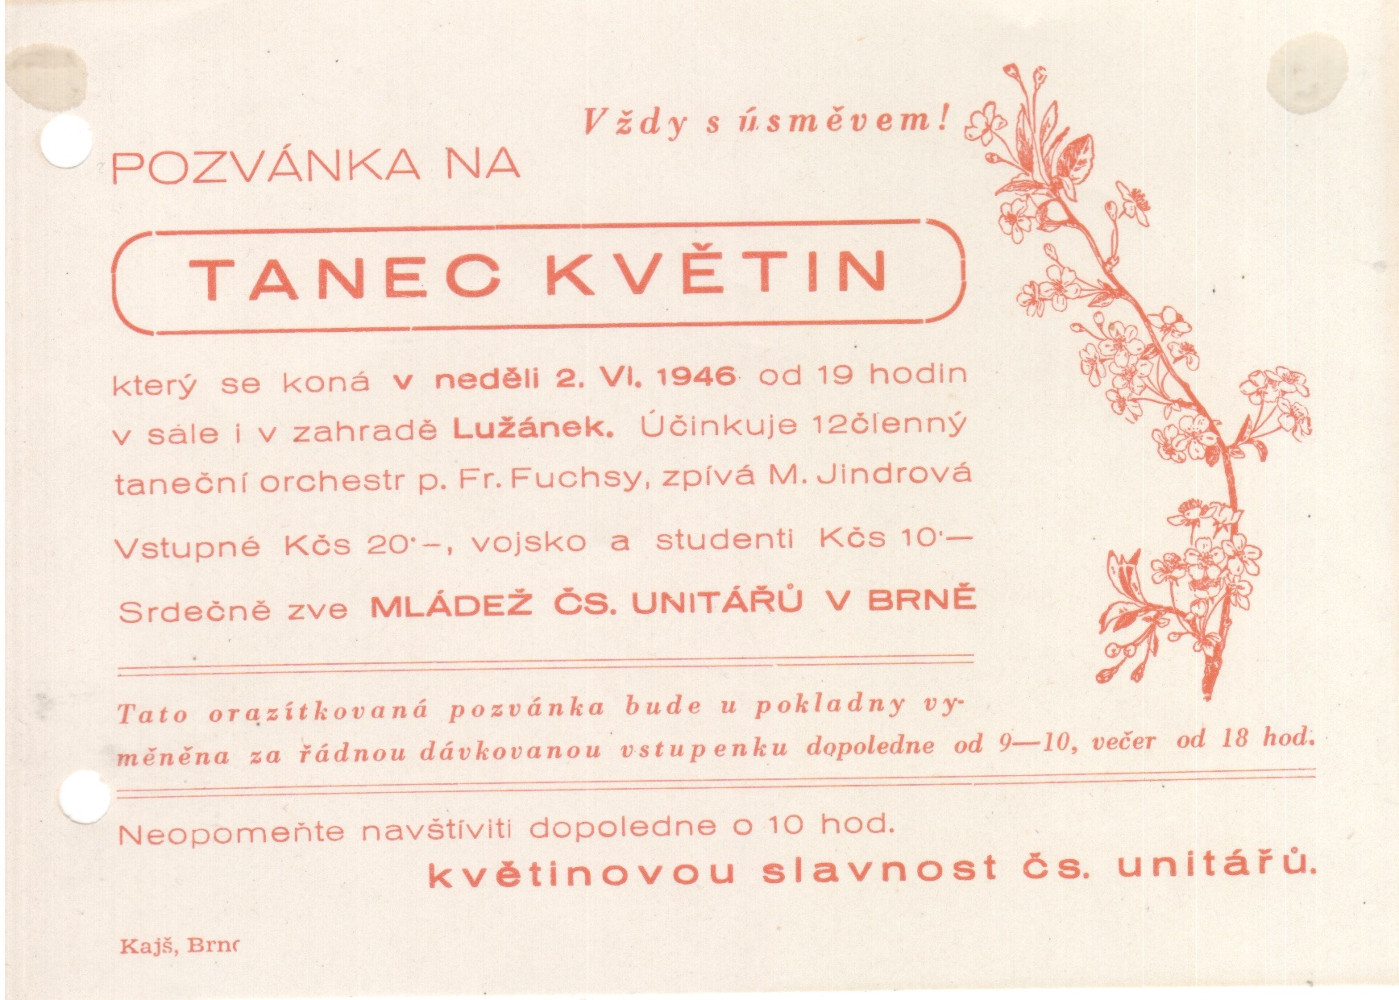 Vždy s úsměvem!
POZVÁNKA NA
TANEC KVĚTIN
který se koná v neděli 2. VI. 1946 od 19 hodin
v sále i v zahradě Lužánek. Účinkuje 12členný
taneční orchestr p. Fr. Fuchsy, zpívá M. Jindrová
Vstupné Kčs 20·–, vojsko a studenti Kčs 10·—
Srdečně zve MLÁDEŽ ČS. UNITÁŘŮ V BRNĚ
Tato orazítkovaná pozvánka bude u pokladny vy-
měněna za řádnou dávkovanou vstupenku dopoledne od 9—10, večer od 18 hod.
Neopomeňte navštíviti dopoledne o 10 hod.
květinovou slavnost čs. unitářů.
Kajš, Brno